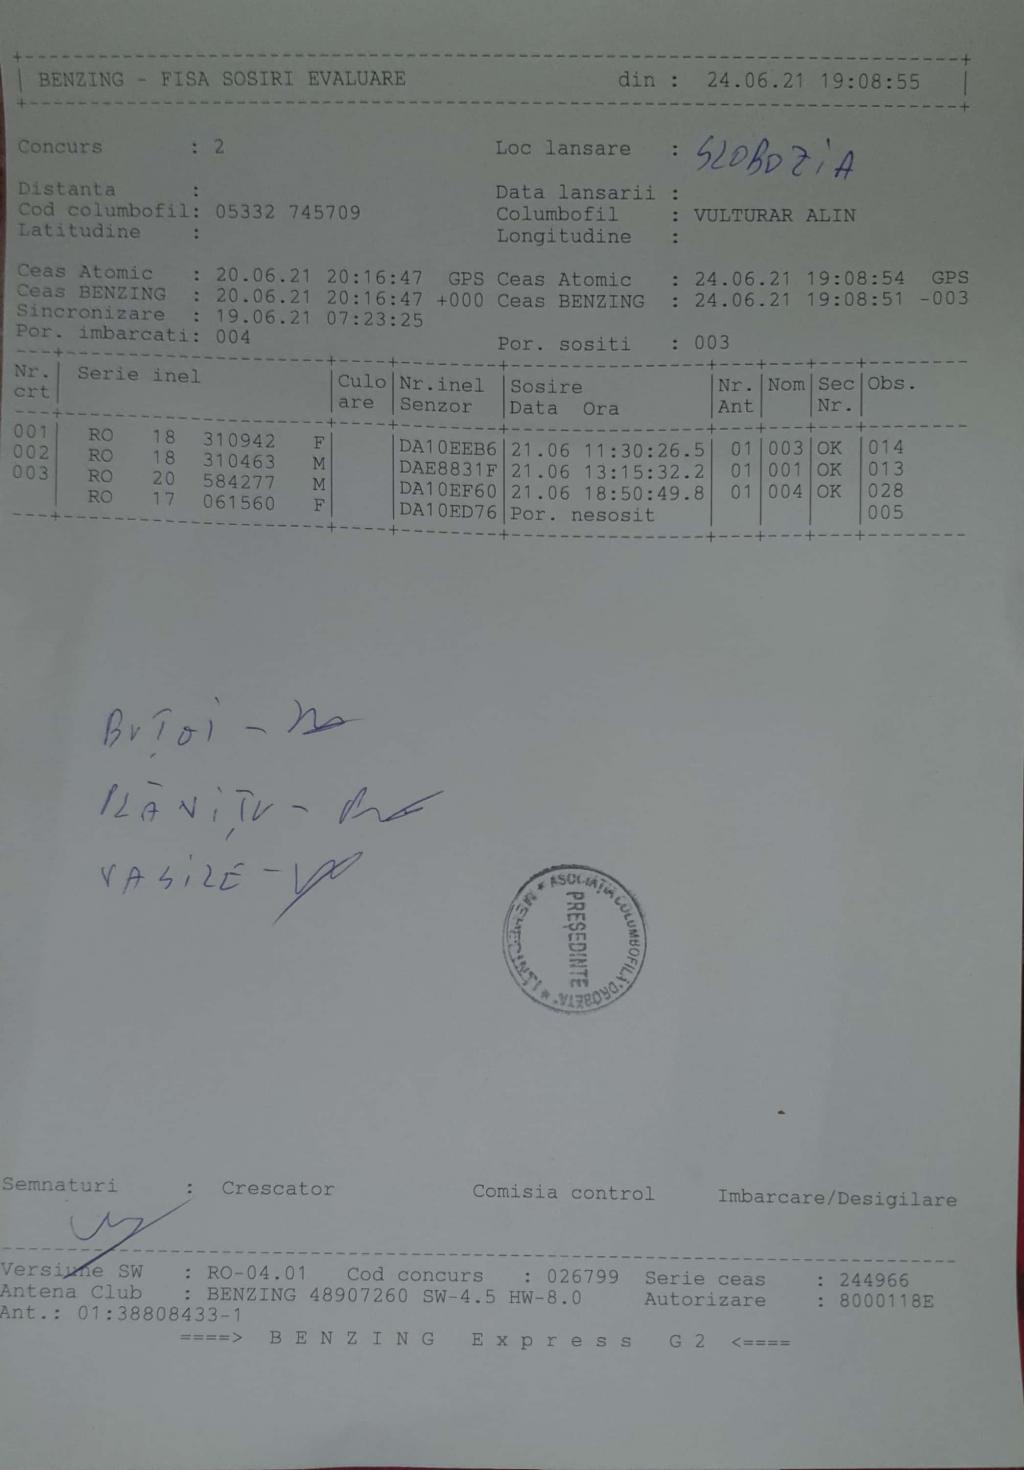 BENZING - FISA SOSIRI EVALUARE din : 24.06.21 19:08:55
Concurs : 2 Loc lansare : SLOBOZIA
Distanta : Data lansarii :
Cod columbofil: 05332 745709 Columbofil : VULTURAR ALIN
Latitudine : Longitudine :
Ceas Atomic : 20.06.21 20:16:47 GPS Ceas Atomic : 24.06.21 19:08:54 GPS
Ceas BENZING : 20.06.21 20:16:47 +000 Ceas BENZING : 24.06.21 19:08:51 -003
Sincronizare : 19.06.21 07:23:25
Por. imbarcati: 004 Por. sositi : 003
Nr. Serie inel Culo Nr.inel Sosire Nr. Nom Sec Obs.
crt are Senzor Data Ora Ant Nr.
001 RO 18 310942 F DA10EEB6 21.06 11:30:26.5 01 003 OK 014
002 RO 18 310463 M DAE8831F 21.06 13:15:32.2 01 001 OK 013
003 RO 20 584277 M DA10EF60 21.06 18:50:49.8 01 004 OK 028
RO 17 061560 F DA10ED76 Por. nesosit 005
BUȚOI -
PLĂVIȚU -
VASILE -
ASOCIAȚIA COLUMBOFILĂ "DROBETA"
PREȘEDINTE
Semnaturi : Crescator Comisia control Imbarcare/Desigilare
Versiune SW : RO-04.01 Cod concurs : 026799 Serie ceas : 244966
Antena Club : BENZING 48907260 SW-4.5 HW-8.0 Autorizare : 8000118E
Ant.: 01:38808433-1
====> B E N Z I N G E x p r e s s G 2 <====